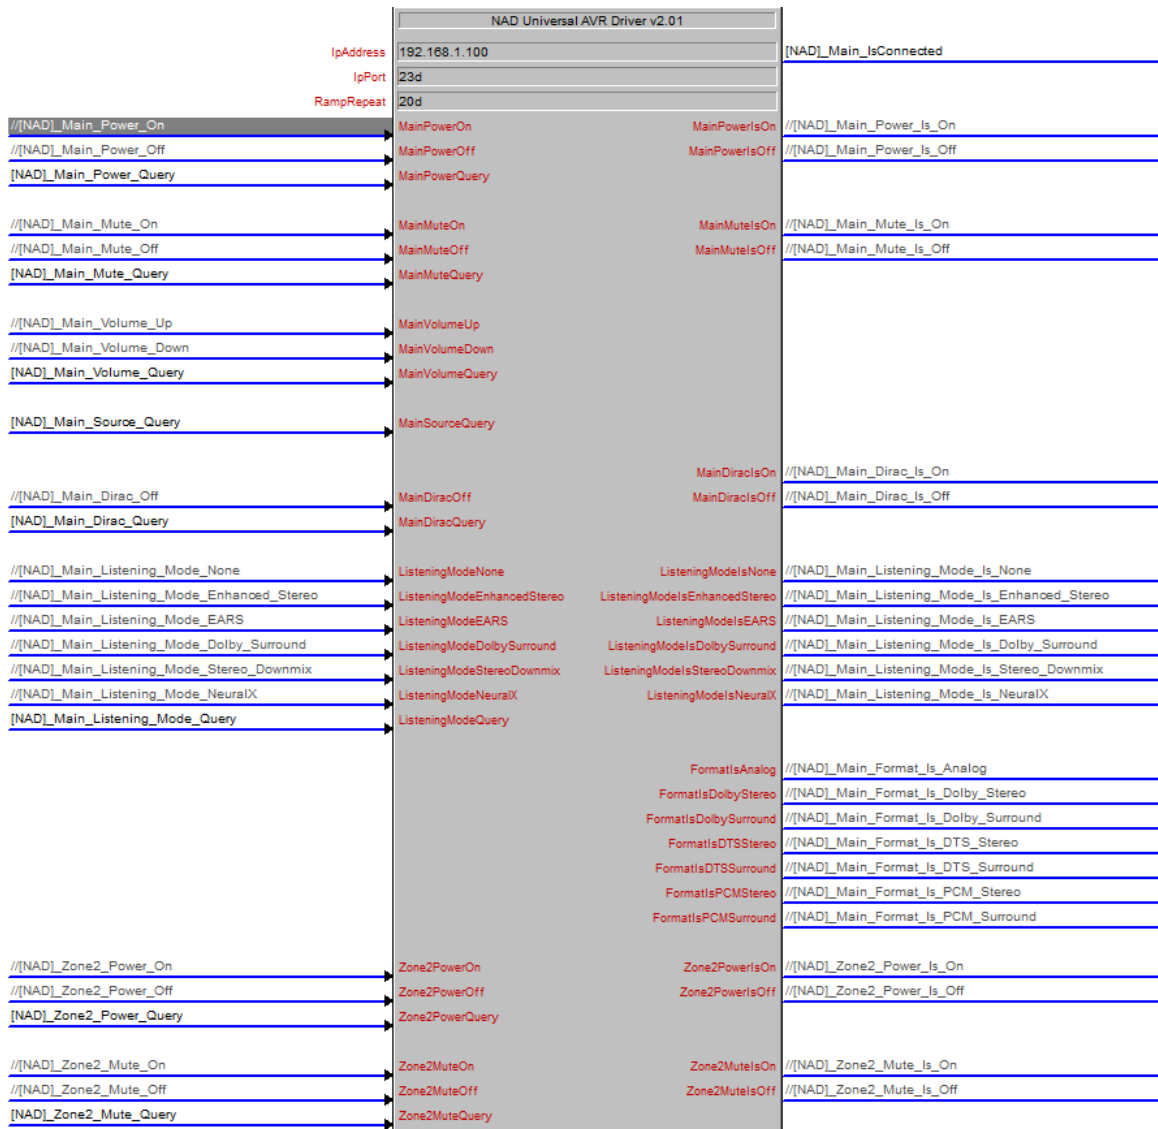 NAD Universal AVR Driver v2.01
IpAddress 192.168.1.100 [NAD]_Main_IsConnected
IpPort 23d
RampRepeat 20d
//[NAD]_Main_Power_On MainPowerOn MainPowerIsOn //[NAD]_Main_Power_Is_On
//[NAD]_Main_Power_Off MainPowerOff MainPowerIsOff //[NAD]_Main_Power_Is_Off
[NAD]_Main_Power_Query MainPowerQuery
//[NAD]_Main_Mute_On MainMuteOn MainMuteIsOn //[NAD]_Main_Mute_Is_On
//[NAD]_Main_Mute_Off MainMuteOff MainMuteIsOff //[NAD]_Main_Mute_Is_Off
[NAD]_Main_Mute_Query MainMuteQuery
//[NAD]_Main_Volume_Up MainVolumeUp
//[NAD]_Main_Volume_Down MainVolumeDown
[NAD]_Main_Volume_Query MainVolumeQuery
[NAD]_Main_Source_Query MainSourceQuery
MainDiracIsOn //[NAD]_Main_Dirac_Is_On
//[NAD]_Main_Dirac_Off MainDiracOff MainDiracIsOff //[NAD]_Main_Dirac_Is_Off
[NAD]_Main_Dirac_Query MainDiracQuery
//[NAD]_Main_Listening_Mode_None ListeningModeNone ListeningModeIsNone //[NAD]_Main_Listening_Mode_Is_None
//[NAD]_Main_Listening_Mode_Enhanced_Stereo ListeningModeEnhancedStereo ListeningModeIsEnhancedStereo //[NAD]_Main_Listening_Mode_Is_Enhanced_Stereo
//[NAD]_Main_Listening_Mode_EARS ListeningModeEARS ListeningModeIsEARS //[NAD]_Main_Listening_Mode_Is_EARS
//[NAD]_Main_Listening_Mode_Dolby_Surround ListeningModeDolbySurround ListeningModeIsDolbySurround //[NAD]_Main_Listening_Mode_Is_Dolby_Surround
//[NAD]_Main_Listening_Mode_Stereo_Downmix ListeningModeStereoDownmix ListeningModeIsStereoDownmix //[NAD]_Main_Listening_Mode_Is_Stereo_Downmix
//[NAD]_Main_Listening_Mode_NeuralX ListeningModeNeuralX ListeningModeIsNeuralX //[NAD]_Main_Listening_Mode_Is_NeuralX
[NAD]_Main_Listening_Mode_Query ListeningModeQuery
FormatIsAnalog //[NAD]_Main_Format_Is_Analog
FormatIsDolbyStereo //[NAD]_Main_Format_Is_Dolby_Stereo
FormatIsDolbySurround //[NAD]_Main_Format_Is_Dolby_Surround
FormatIsDTSStereo //[NAD]_Main_Format_Is_DTS_Stereo
FormatIsDTSSurround //[NAD]_Main_Format_Is_DTS_Surround
FormatIsPCMStereo //[NAD]_Main_Format_Is_PCM_Stereo
FormatIsPCMSurround //[NAD]_Main_Format_Is_PCM_Surround
//[NAD]_Zone2_Power_On Zone2PowerOn Zone2PowerIsOn //[NAD]_Zone2_Power_Is_On
//[NAD]_Zone2_Power_Off Zone2PowerOff Zone2PowerIsOff //[NAD]_Zone2_Power_Is_Off
[NAD]_Zone2_Power_Query Zone2PowerQuery
//[NAD]_Zone2_Mute_On Zone2MuteOn Zone2MuteIsOn //[NAD]_Zone2_Mute_Is_On
//[NAD]_Zone2_Mute_Off Zone2MuteOff Zone2MuteIsOff //[NAD]_Zone2_Mute_Is_Off
[NAD]_Zone2_Mute_Query Zone2MuteQuery